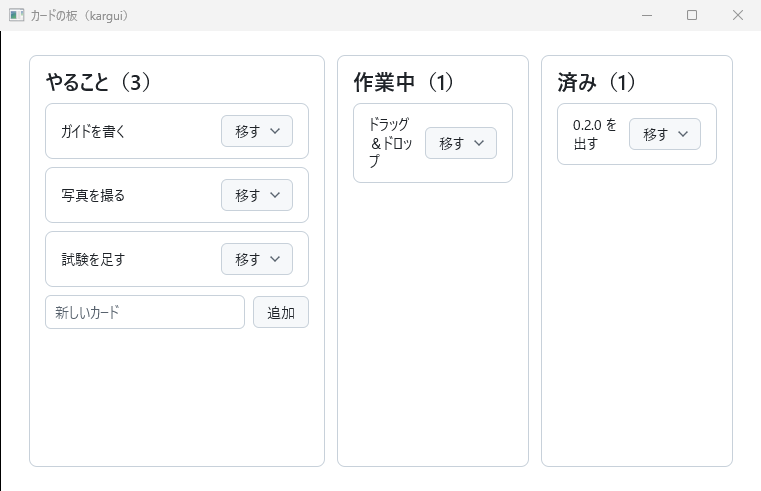 カードの板（kargui）
やること（3）
ガイドを書く 移す
写真を撮る 移す
試験を足す 移す
新しいカード 追加
作業中（1）
ドラッグ
＆ドロッ
プ
移す
済み（1）
0.2.0 を
出す
移す